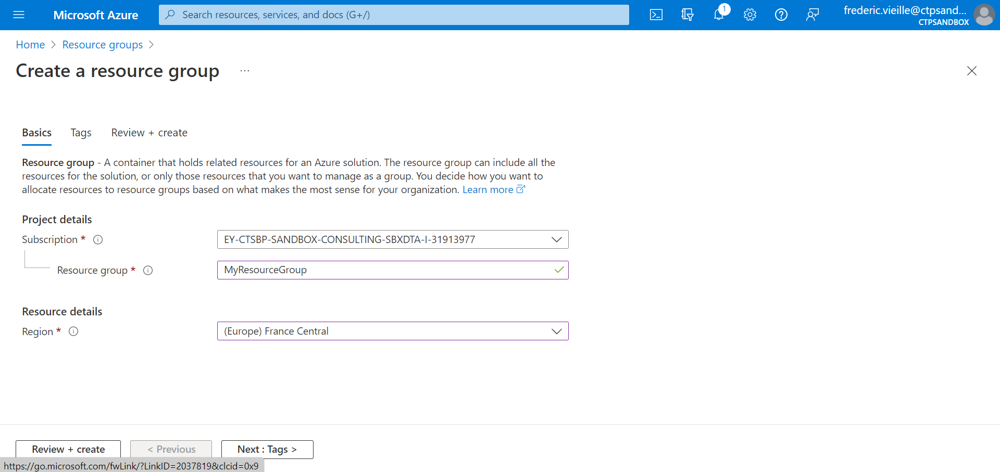 Microsoft Azure
Search resources, services, and docs (G+/)
1
frederic.vieille@ctpsand...
CTPSANDBOX
Home > Resource groups >
Create a resource group ...
Basics Tags Review + create
Resource group - A container that holds related resources for an Azure solution. The resource group can include all the
resources for the solution, or only those resources that you want to manage as a group. You decide how you want to
allocate resources to resource groups based on what makes the most sense for your organization. Learn more
Project details
Subscription * EY-CTSBP-SANDBOX-CONSULTING-SBXDTA-I-31913977
Resource group * MyResourceGroup
Resource details
Region * (Europe) France Central
Review + create < Previous Next : Tags >
https://go.microsoft.com/fwLink/?LinkID=2037819&clcid=0x9